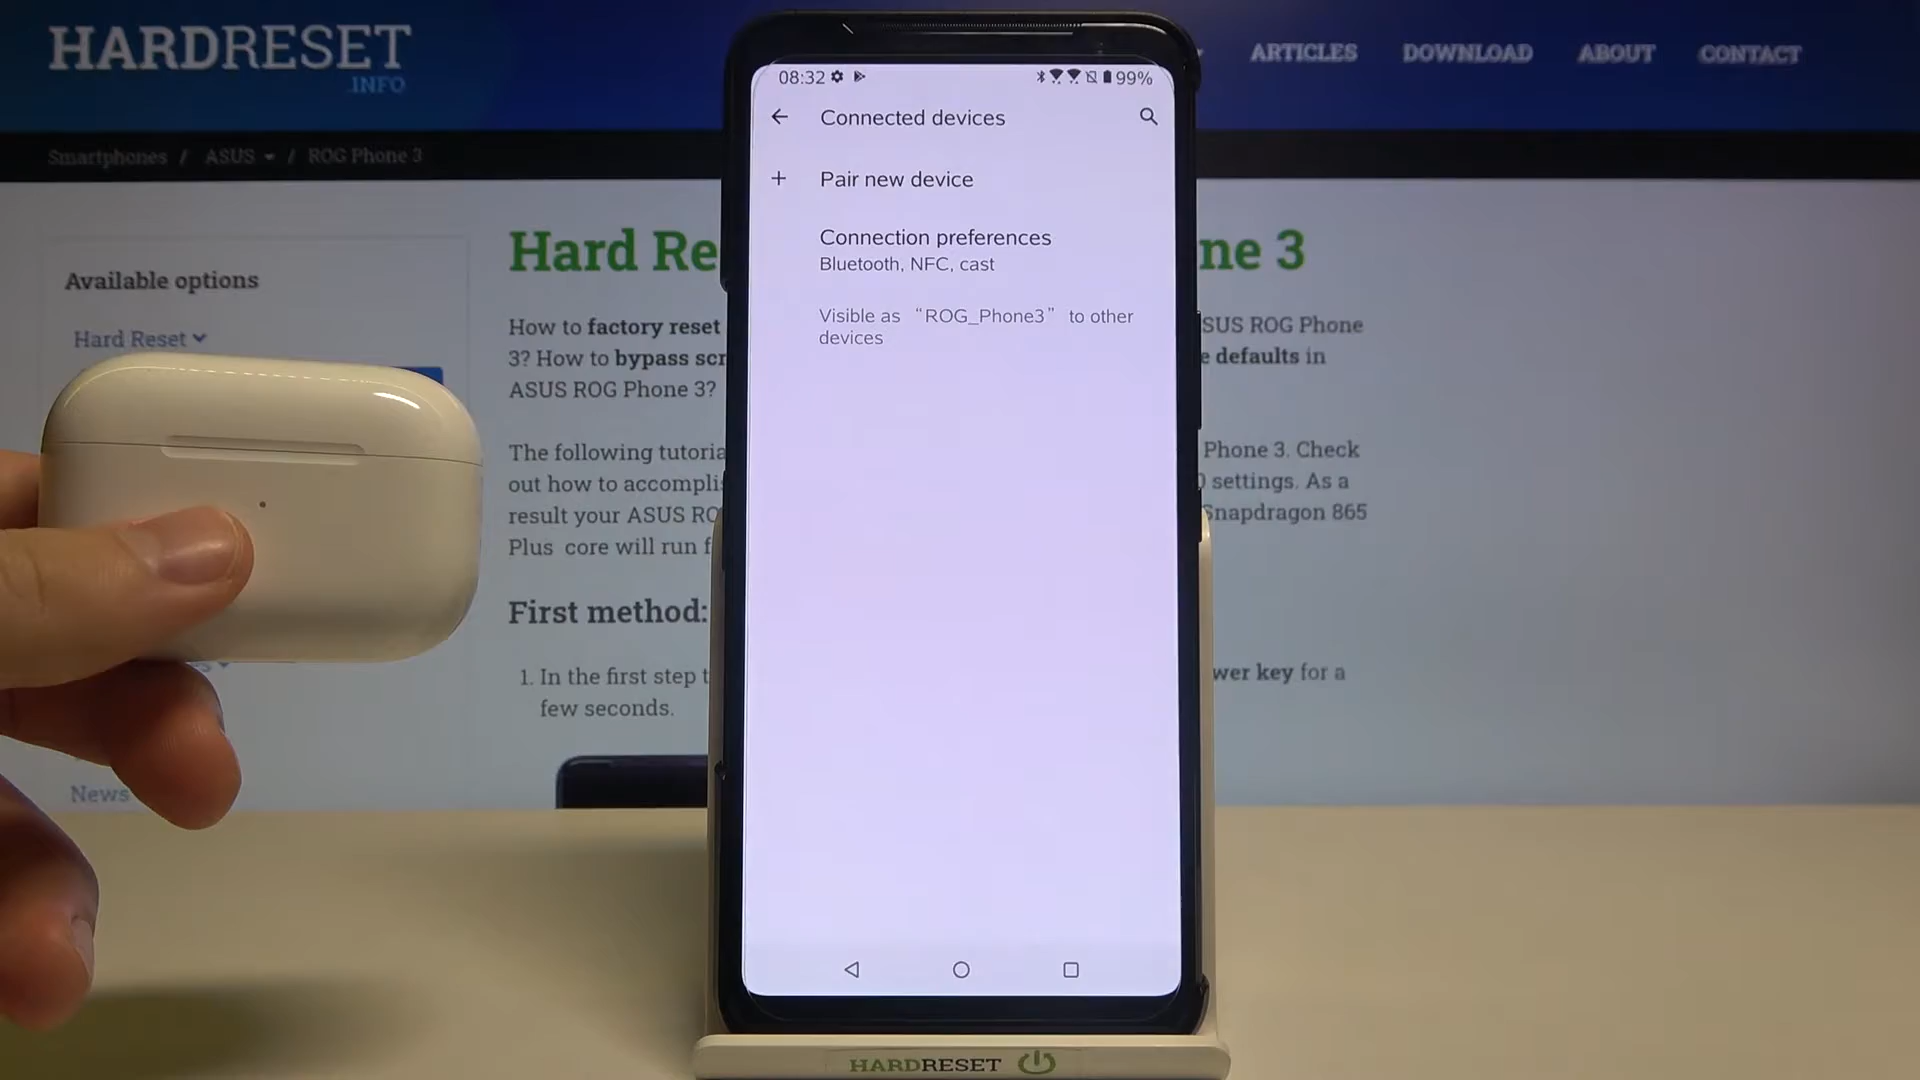 HARDRESET
.INFO
ARTICLES
DOWNLOAD
ABOUT
CONTACT
Smartphones / ASUS / ROG Phone 3
Available options
Hard Reset
News
Hard Re
ne 3
How to factory reset
SUS ROG Phone
3? How to bypass scr
e defaults in
ASUS ROG Phone 3?
The following tutoria
Phone 3. Check
out how to accomplis
settings. As a
result your ASUS RO
Snapdragon 865
Plus core will run f
First method:
1. In the first step t
wer key for a
few seconds.
08:32
99%
Connected devices
+ Pair new device
Connection preferences
Bluetooth, NFC, cast
Visible as “ROG_Phone3” to other
devices
HARDRESET